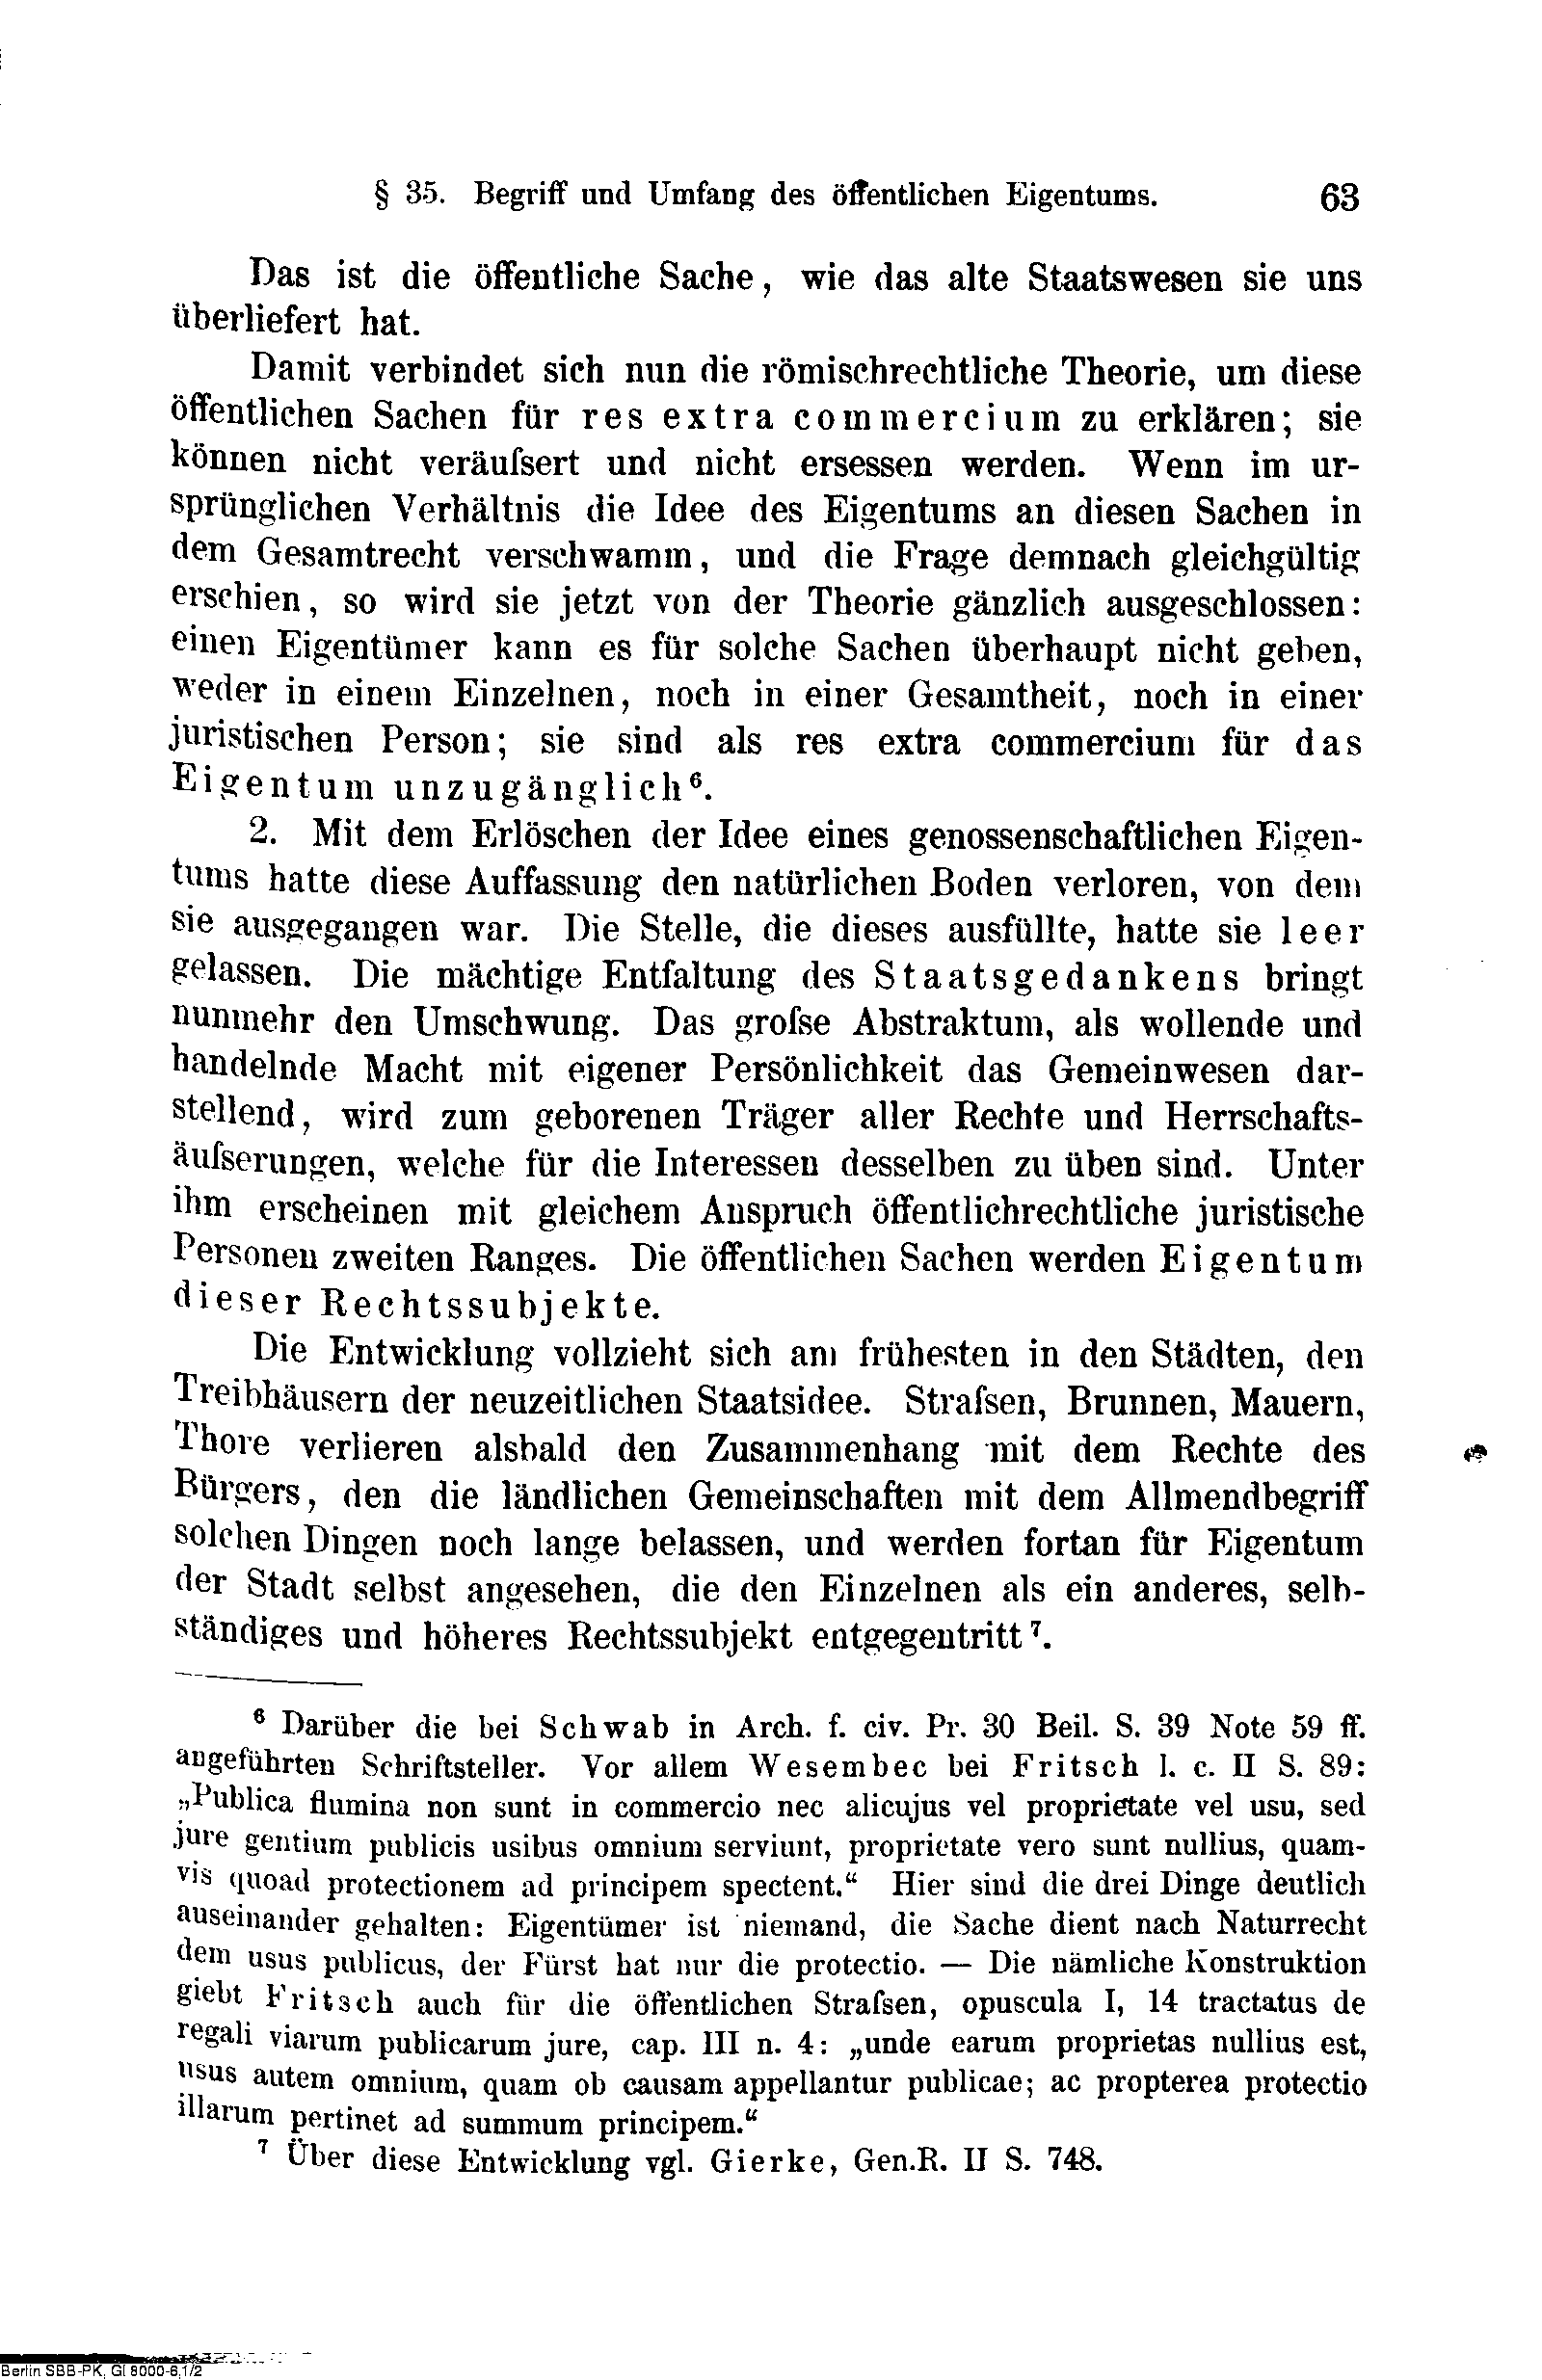 § 35. Begriff und Umfang des öffentlichen Eigentums. 63
Das ist die öffentliche Sache, wie das alte Staatswesen sie uns
überliefert hat.
Damit verbindet sich nun die römischrechtliche Theorie, um diese
öffentlichen Sachen für res extra commercium zu erklären; sie
können nicht veräuſsert und nicht ersessen werden. Wenn im ur-
sprünglichen Verhältnis die Idee des Eigentums an diesen Sachen in
dem Gesamtrecht verschwamm, und die Frage demnach gleichgültig
erschien, so wird sie jetzt von der Theorie gänzlich ausgeschlossen:
einen Eigentümer kann es für solche Sachen überhaupt nicht geben,
weder in einem Einzelnen, noch in einer Gesamtheit, noch in einer
juristischen Person; sie sind als res extra commercium für das
Eigentum unzugänglich⁶.
2. Mit dem Erlöschen der Idee eines genossenschaftlichen Eigen-
tums hatte diese Auffassung den natürlichen Boden verloren, von dem
sie ausgegangen war. Die Stelle, die dieses ausfüllte, hatte sie leer
gelassen. Die mächtige Entfaltung des Staatsgedankens bringt
nunmehr den Umschwung. Das groſse Abstraktum, als wollende und
handelnde Macht mit eigener Persönlichkeit das Gemeinwesen dar-
stellend, wird zum geborenen Träger aller Rechte und Herrschafts-
äuſserungen, welche für die Interessen desselben zu üben sind. Unter
ihm erscheinen mit gleichem Anspruch öffentlichrechtliche juristische
Personen zweiten Ranges. Die öffentlichen Sachen werden Eigentum
dieser Rechtssubjekte.
Die Entwicklung vollzieht sich am frühesten in den Städten, den
Treibhäusern der neuzeitlichen Staatsidee. Straſsen, Brunnen, Mauern,
Thore verlieren alsbald den Zusammenhang mit dem Rechte des
Bürgers, den die ländlichen Gemeinschaften mit dem Allmendbegriff
solchen Dingen noch lange belassen, und werden fortan für Eigentum
der Stadt selbst angesehen, die den Einzelnen als ein anderes, selb-
ständiges und höheres Rechtssubjekt entgegentritt⁷.
⁶ Darüber die bei Schwab in Arch. f. civ. Pr. 30 Beil. S. 39 Note 59 ff.
angeführten Schriftsteller. Vor allem Wesembec bei Fritsch l. c. II S. 89:
„Publica flumina non sunt in commercio nec alicujus vel proprietate vel usu, sed
jure gentium publicis usibus omnium serviunt, proprietate vero sunt nullius, quam-
vis quoad protectionem ad principem spectent.“ Hier sind die drei Dinge deutlich
auseinander gehalten: Eigentümer ist niemand, die Sache dient nach Naturrecht
dem usus publicus, der Fürst hat nur die protectio. — Die nämliche Konstruktion
giebt Fritsch auch für die öffentlichen Straſsen, opuscula I, 14 tractatus de
regali viarum publicarum jure, cap. III n. 4: „unde earum proprietas nullius est,
usus autem omnium, quam ob causam appellantur publicae; ac propterea protectio
illarum pertinet ad summum principem.“
⁷ Über diese Entwicklung vgl. Gierke, Gen.R. II S. 748.
Berlin SBB-PK, GI 8000-6,1/2